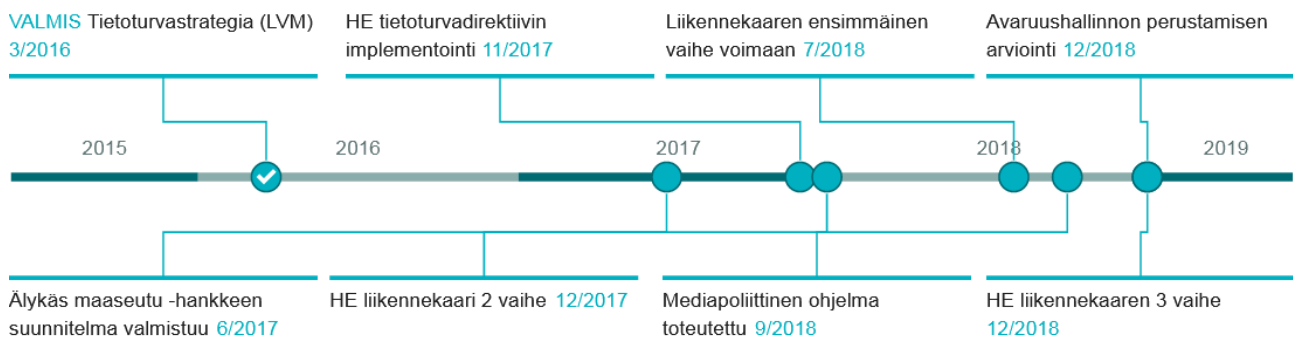 VALMIS Tietoturvastrategia (LVM)
3/2016
HE tietoturvadirektiivin
implementointi 11/2017
Liikennekaaren ensimmäinen
vaihe voimaan 7/2018
Avaruushallinnon perustamisen
arviointi 12/2018
2015
2016
2017
2018
2019
Älykäs maaseutu -hankkeen
suunnitelma valmistuu 6/2017
HE liikennekaari 2 vaihe 12/2017
Mediapoliittinen ohjelma
toteutettu 9/2018
HE liikennekaaren 3 vaihe
12/2018